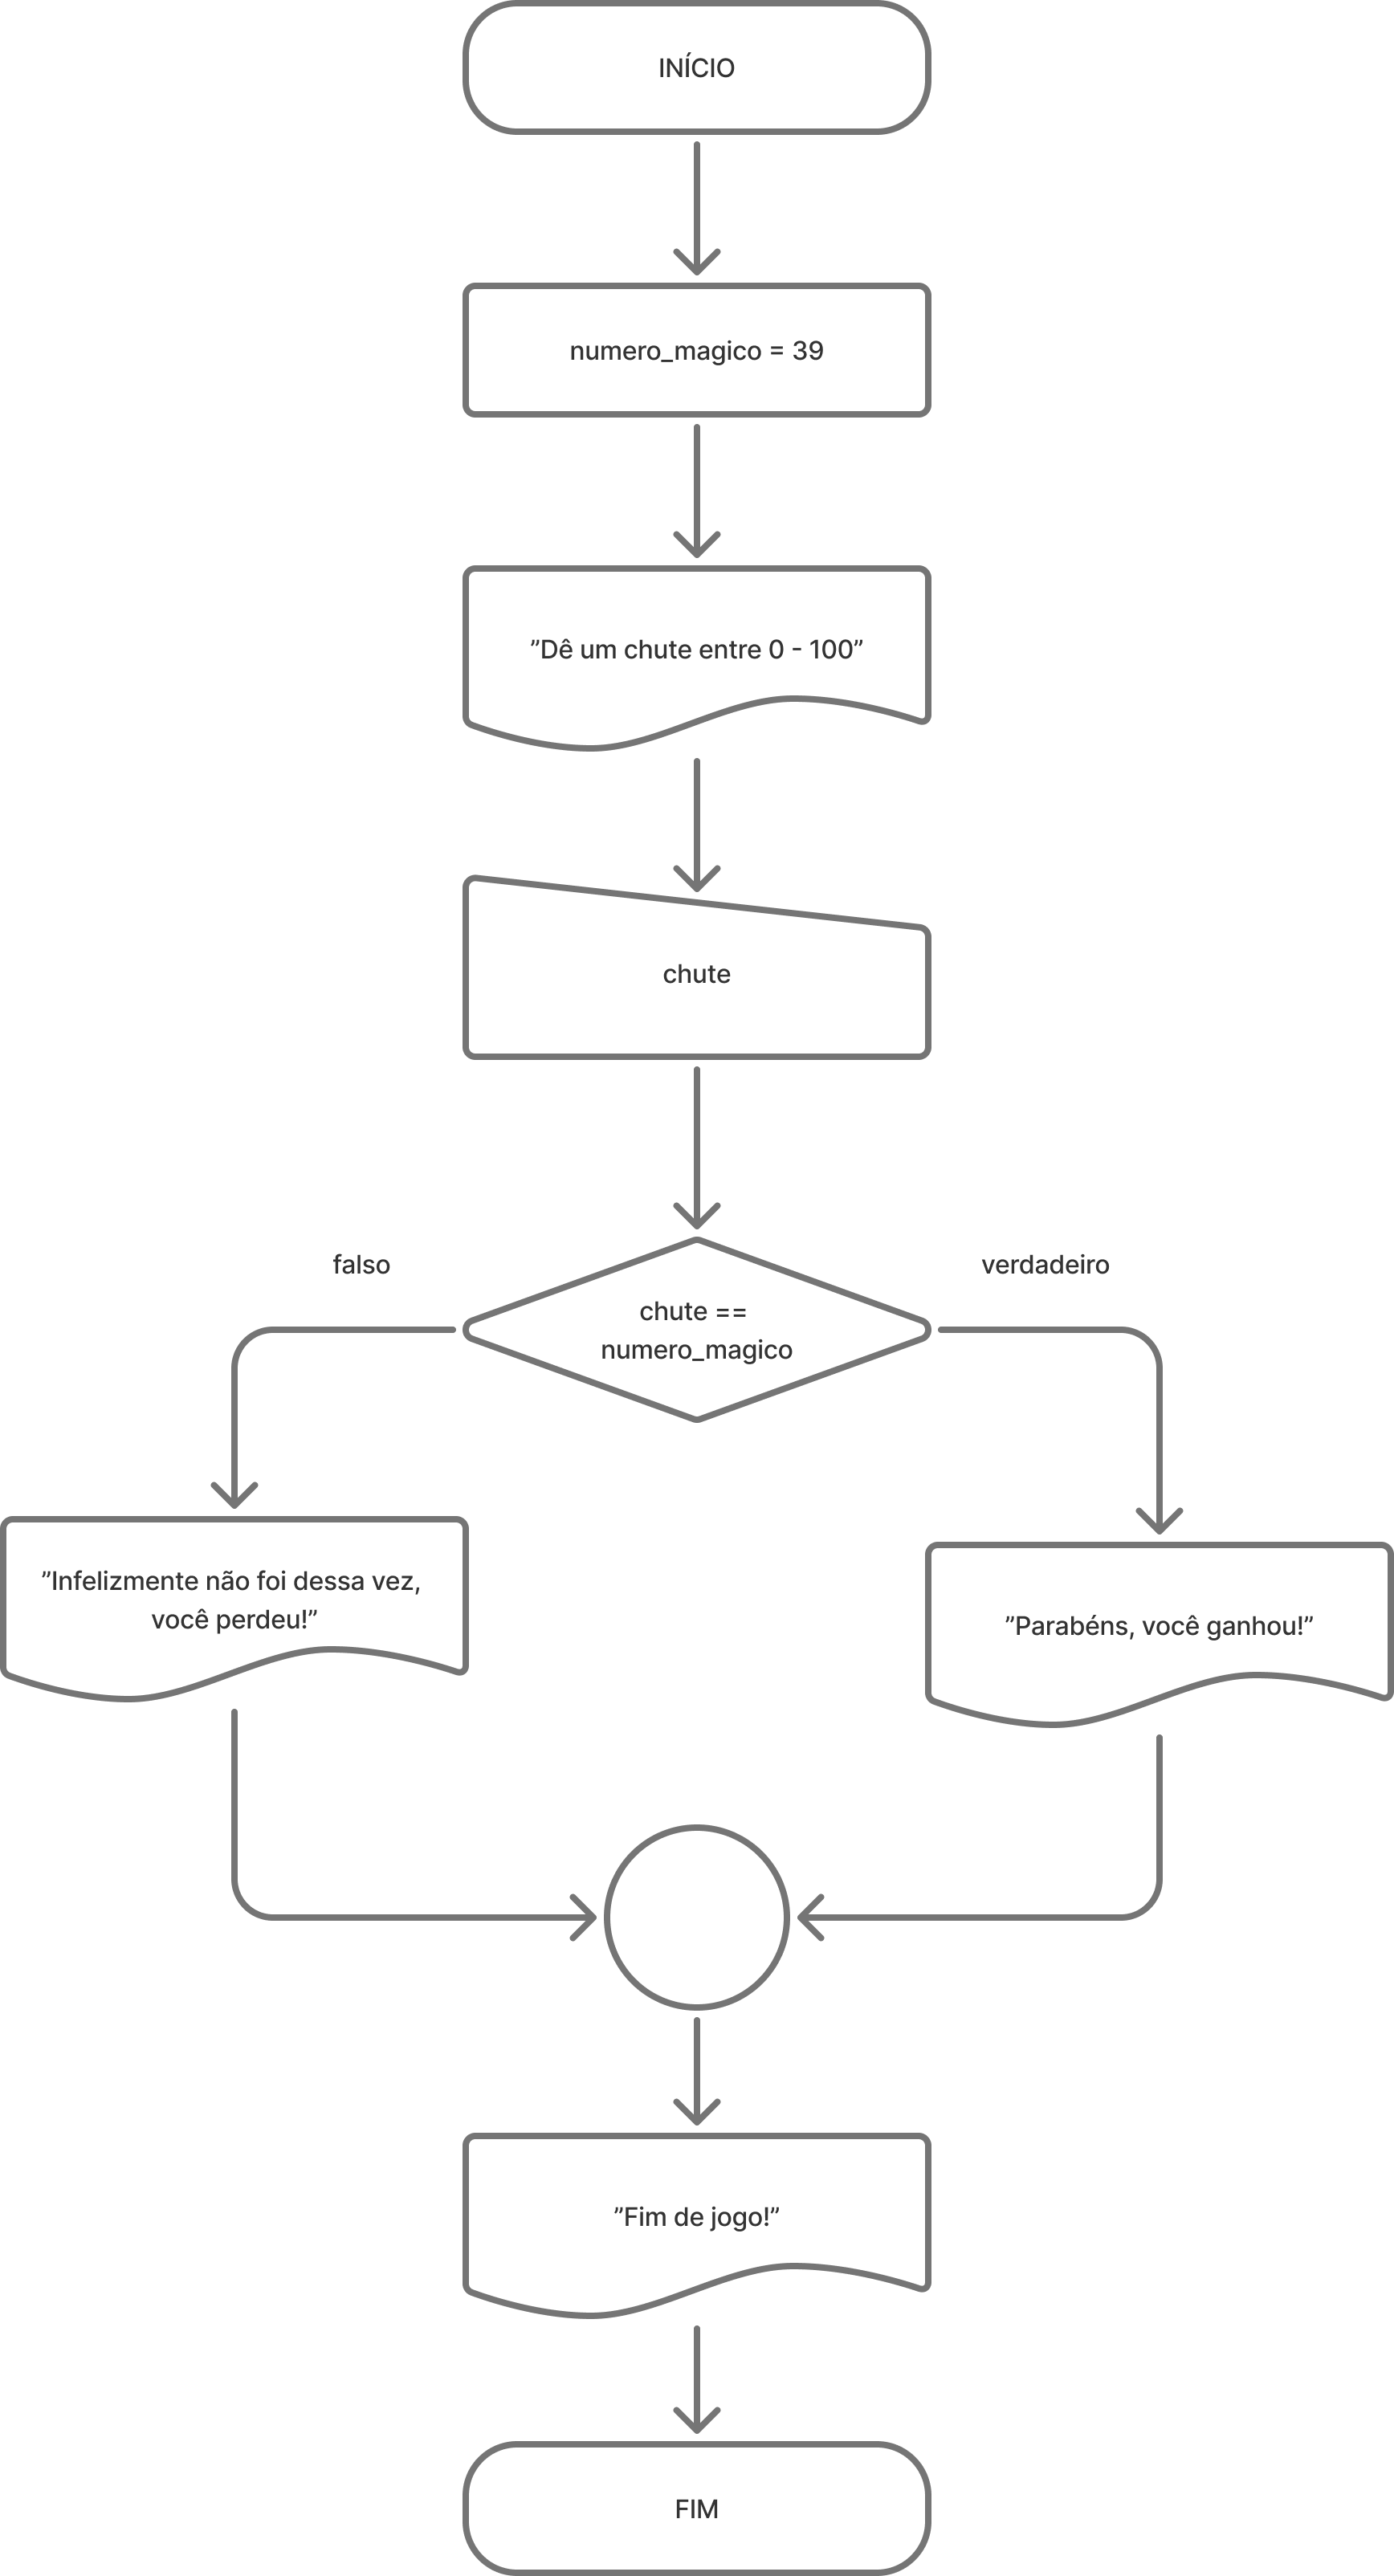 INÍCIO
numero_magico = 39
”Dê um chute entre 0 - 100”
chute
falso
verdadeiro
chute ==
numero_magico
”Infelizmente não foi dessa vez,
você perdeu!”
”Parabéns, você ganhou!”
”Fim de jogo!”
FIM